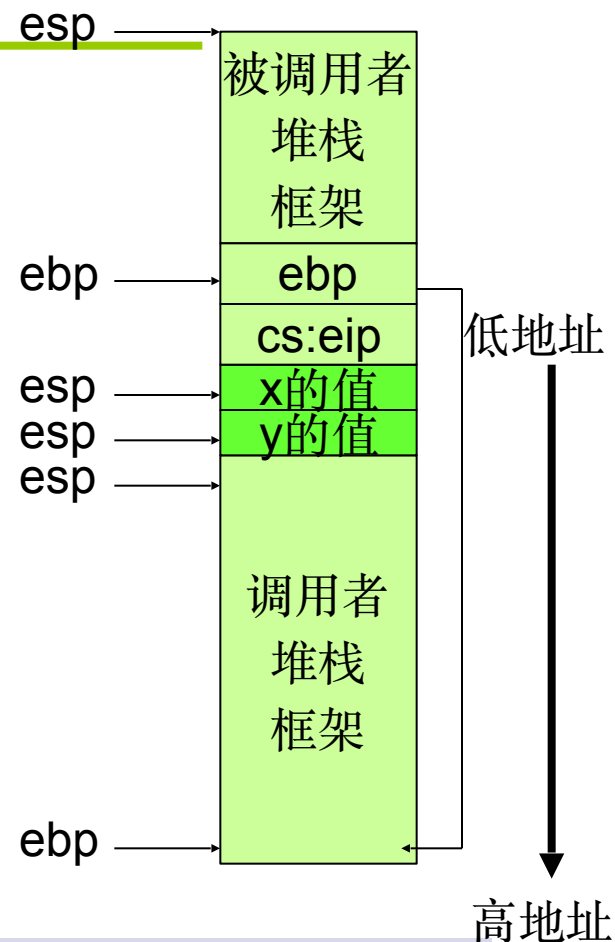 esp
被调用者
堆栈
框架
ebp
ebp
cs:eip
低地址
esp
x的值
esp
y的值
esp
调用者
堆栈
框架
ebp
高地址